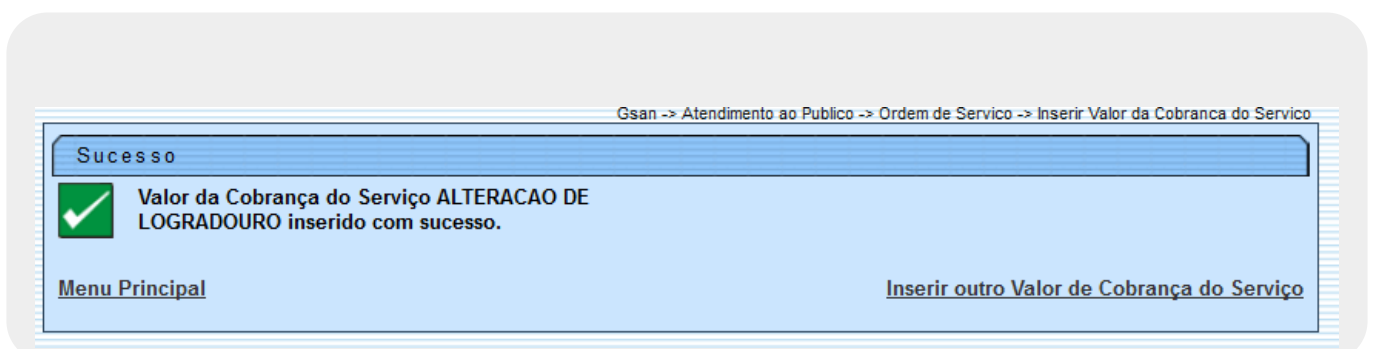 Gsan -> Atendimento ao Publico -> Ordem de Servico -> Inserir Valor da Cobranca do Servico
Sucesso
Valor da Cobrança do Serviço ALTERACAO DE
LOGRADOURO inserido com sucesso.
Menu Principal
Inserir outro Valor de Cobrança do Serviço